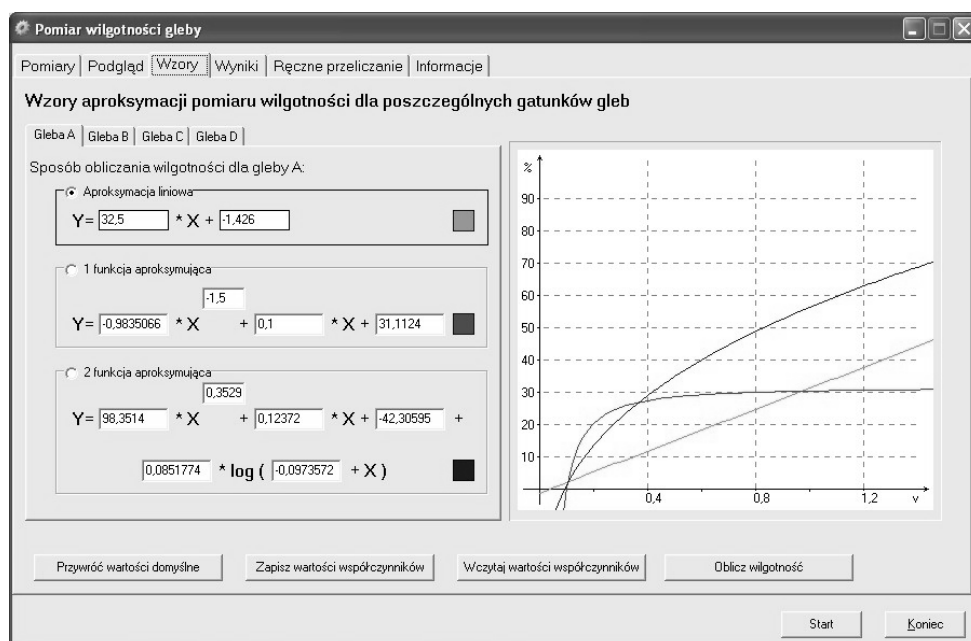 Pomiar wilgotności gleby
Pomiary Podgląd Wzory Wyniki Ręczne przeliczanie Informacje
Wzory aproksymacji pomiaru wilgotności dla poszczególnych gatunków gleb
Gleba A Gleba B Gleba C Gleba D
Sposób obliczania wilgotności dla gleby A:
Aproksymacja liniowa
Y= 32,5 * X + -1,426
1 funkcja aproksymująca
-1,5
Y= -0,9835066 * X + 0,1 * X + 31,1124
2 funkcja aproksymująca
0,3529
Y= 98,3514 * X + 0,12372 * X + -42,30595 +
0,0851774 * log ( -0,0973572 + X )
%
90
80
70
60
50
40
30
20
10
0,4 0,8 1,2 v
Przywróć wartości domyślne Zapisz wartości współczynników Wczytaj wartości współczynników Oblicz wilgotność
Start Koniec